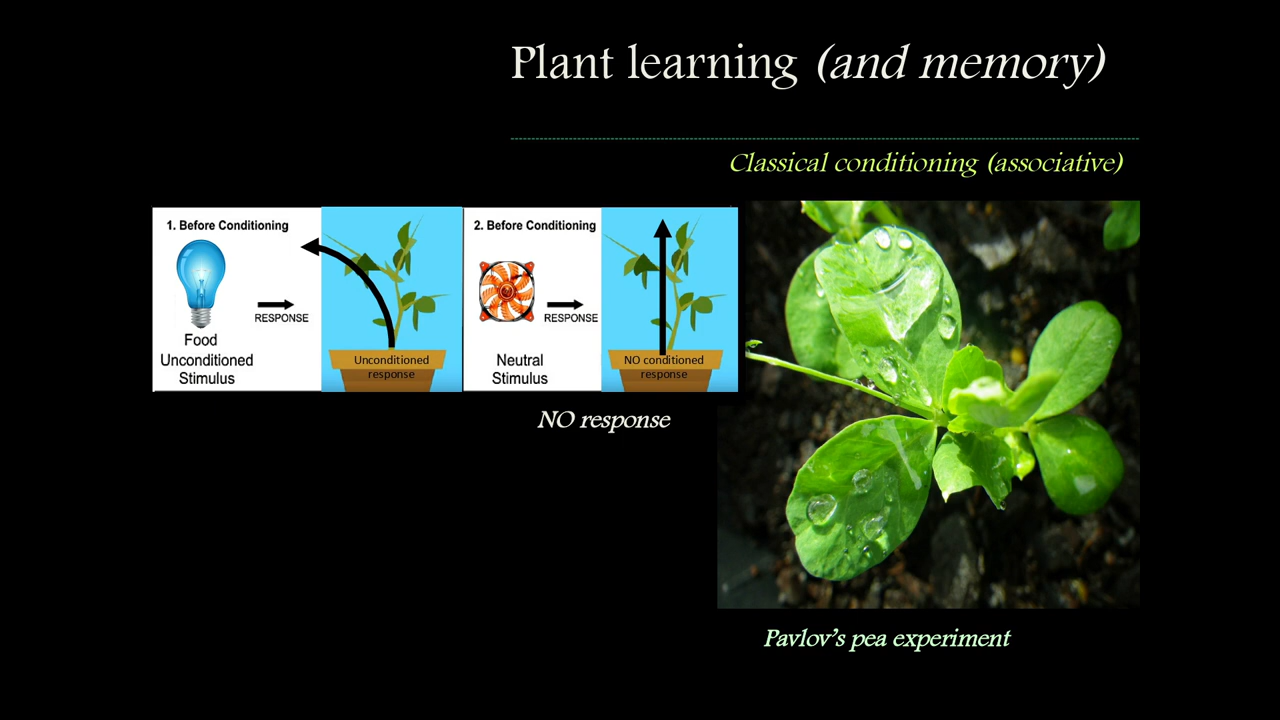 Plant learning (and memory)
Classical conditioning (associative)
1. Before Conditioning
RESPONSE
Food
Unconditioned
Stimulus
Unconditioned
response
2. Before Conditioning
RESPONSE
Neutral
Stimulus
NO conditioned
response
NO response
Pavlov's pea experiment